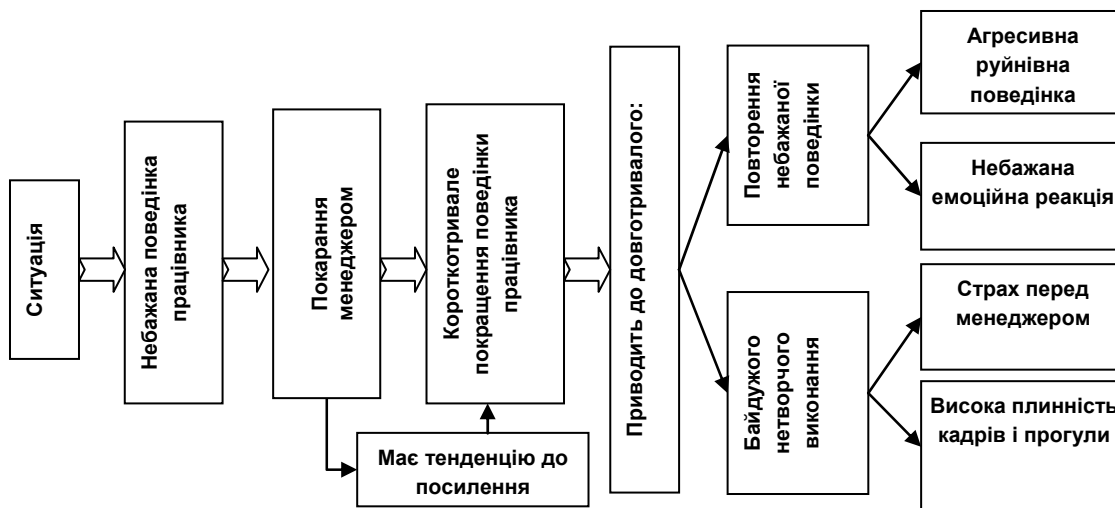 Ситуація
Небажана поведінка
працівника
Покарання
менеджером
Має тенденцію до
посилення
Короткотривале
покращення поведінки
працівника
Приводить до довготривалого:
Повторення
небажаної
поведінки
Байдужого
нетворчого
виконання
Агресивна
руйнівна
поведінка
Небажана
емоційна реакція
Страх перед
менеджером
Висока плинність
кадрів і прогули